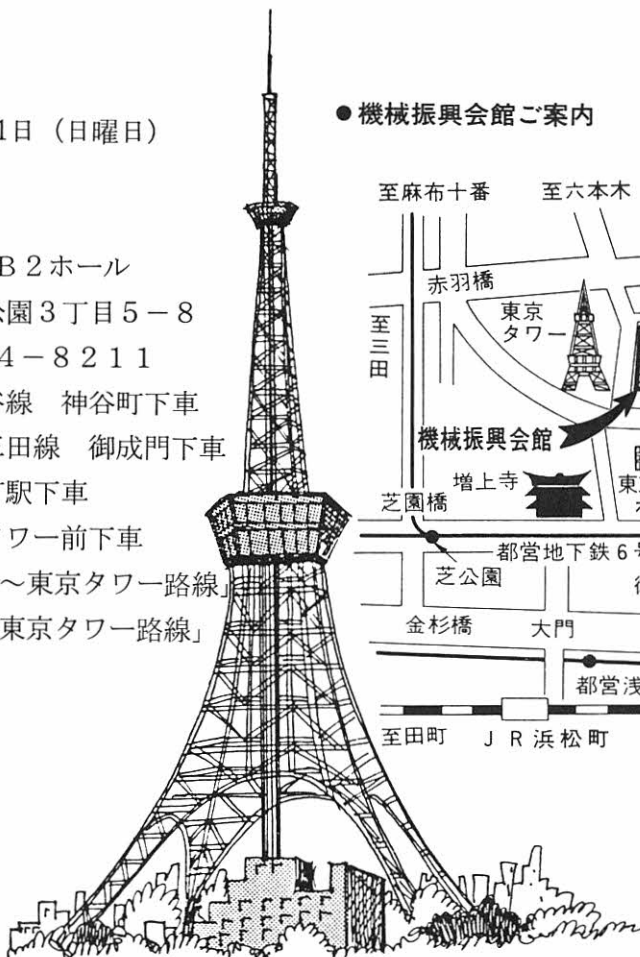 1日（日曜日）
B2ホール
公園3丁目5－8
4－8211
線　神谷町下車
三田線　御成門下車
町駅下車
タワー前下車
～東京タワー路線」
東京タワー路線」
●機械振興会館ご案内
至麻布十番
至六本木
赤羽橋
東京
タワー
至三田
機械振興会館
増上寺
東
芝園橋
都営地下鉄6号
芝公園
金杉橋
大門
都営浅
至田町
JR浜松町